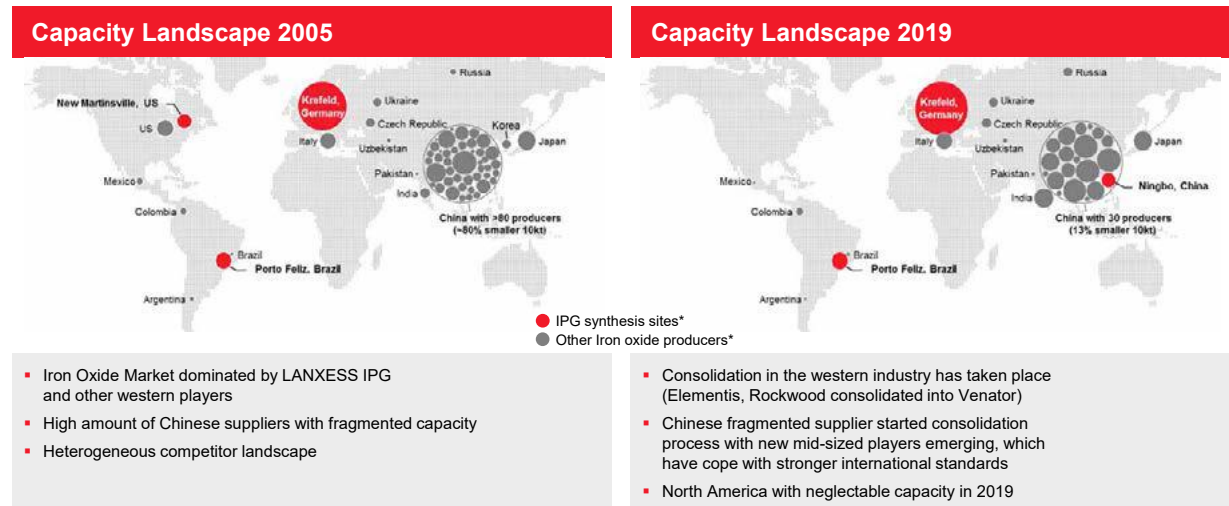 Capacity Landscape 2005
New Martinsville, US
US
Mexico
Colombia
Brazil
Porto Feliz, Brazil
Argentina
Krefeld,
Germany
Italy
Russia
Ukraine
Czech Republic
Uzbekistan
Pakistan
India
Korea
Japan
China with >80 producers
(~80% smaller 10kt)
Capacity Landscape 2019
Mexico
Colombia
Brazil
Porto Feliz, Brazil
Argentina
Krefeld,
Germany
Italy
Russia
Ukraine
Czech Republic
Uzbekistan
Pakistan
India
Japan
Ningbo, China
China with 30 producers
(13% smaller 10kt)
IPG synthesis sites*
Other Iron oxide producers*
▪ Iron Oxide Market dominated by LANXESS IPG
and other western players
▪ High amount of Chinese suppliers with fragmented capacity
▪ Heterogeneous competitor landscape
▪ Consolidation in the western industry has taken place
(Elementis, Rockwood consolidated into Venator)
▪ Chinese fragmented supplier started consolidation
process with new mid-sized players emerging, which
have cope with stronger international standards
▪ North America with neglectable capacity in 2019